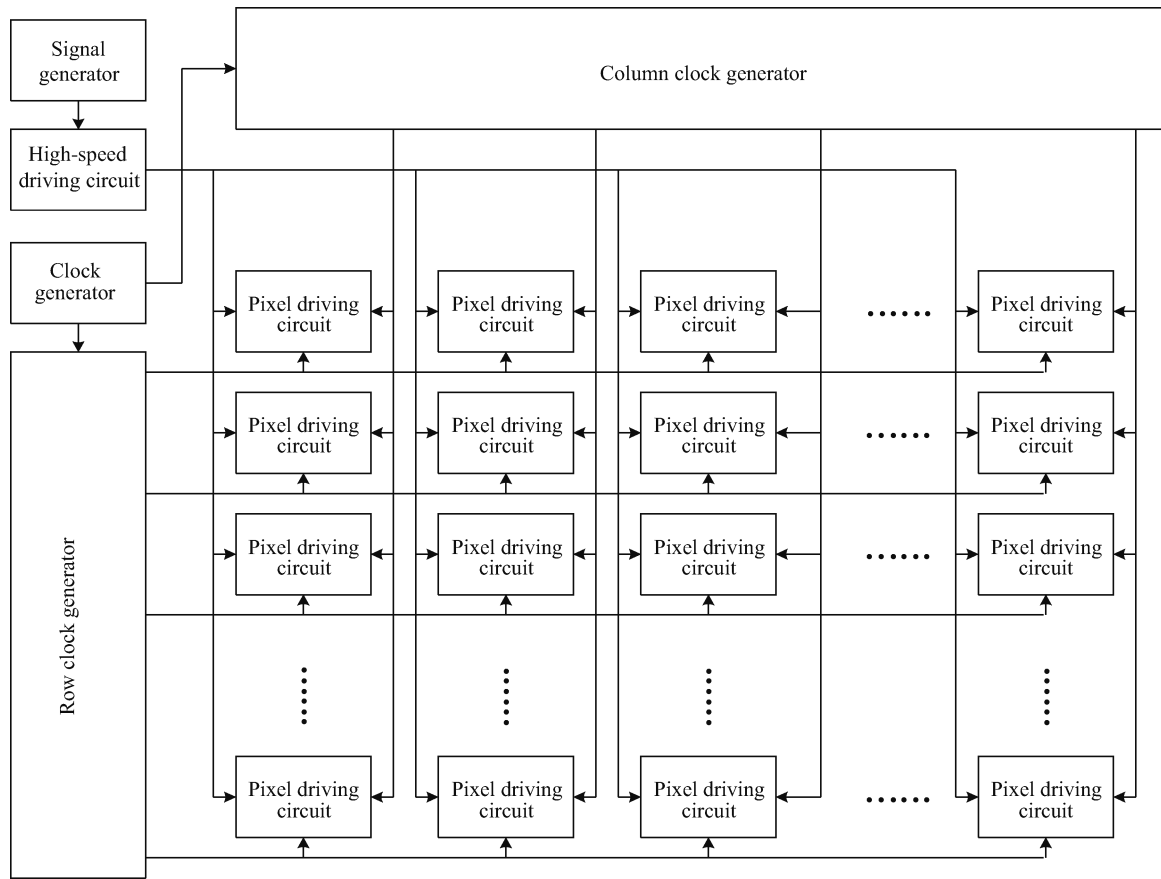 Signal
generator
Column clock generator
High-speed
driving circuit
Clock
generator
Pixel driving
circuit
Pixel driving
circuit
Pixel driving
circuit
Pixel driving
circuit
Pixel driving
circuit
Pixel driving
circuit
Pixel driving
circuit
Pixel driving
circuit
Row clock generator
Pixel driving
circuit
Pixel driving
circuit
Pixel driving
circuit
Pixel driving
circuit
Pixel driving
circuit
Pixel driving
circuit
Pixel driving
circuit
Pixel driving
circuit